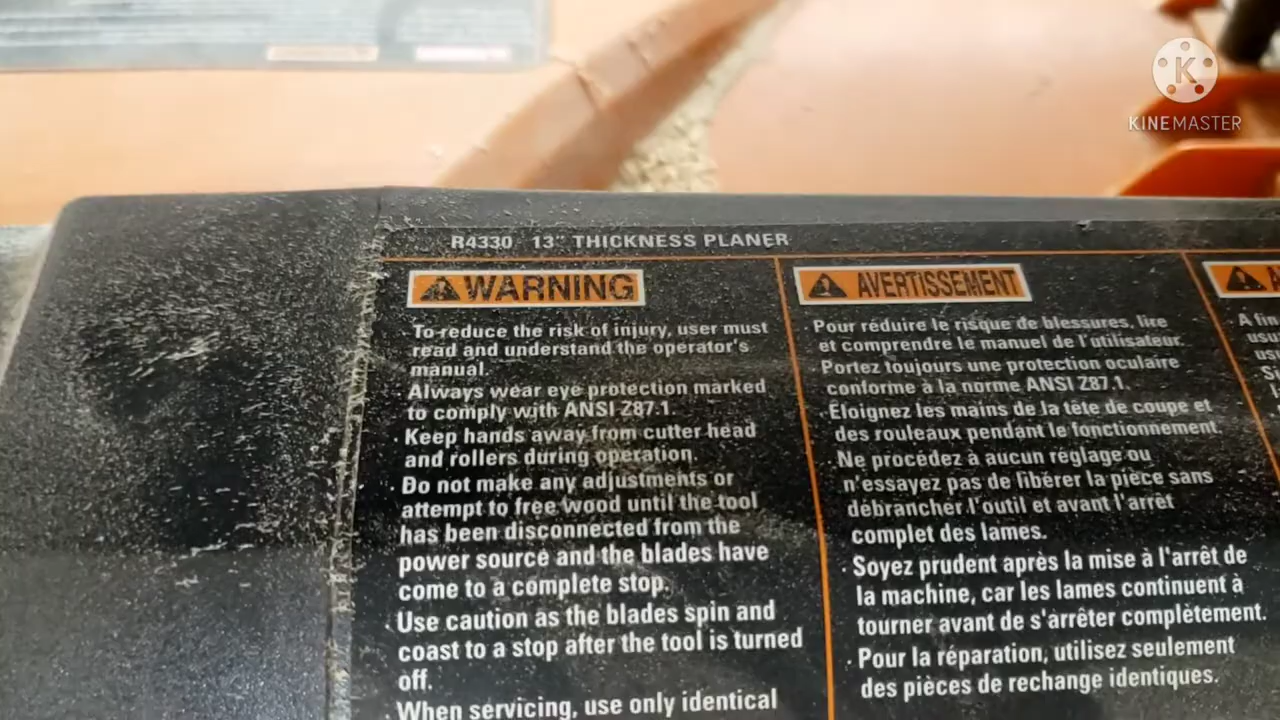 KINEMASTER
R4330 13" THICKNESS PLANER
WARNING
· To reduce the risk of injury, user must
read and understand the operator's
manual.
· Always wear eye protection marked
to comply with ANSI Z87.1.
· Keep hands away from cutter head
and rollers during operation.
· Do not make any adjustments or
attempt to free wood until the tool
has been disconnected from the
power source and the blades have
come to a complete stop.
· Use caution as the blades spin and
coast to a stop after the tool is turned
off.
· When servicing, use only identical
AVERTISSEMENT
· Pour réduire le risque de blessures, lire
et comprendre le manuel de l'utilisateur.
· Portez toujours une protection oculaire
conforme à la norme ANSI Z87.1.
· Éloignez les mains de la tête de coupe et
des rouleaux pendant le fonctionnement.
· Ne procédez à aucun réglage ou
n'essayez pas de libérer la pièce sans
débrancher l'outil et avant l'arrêt
complet des lames.
· Soyez prudent après la mise à l'arrêt de
la machine, car les lames continuent à
tourner avant de s'arrêter complètement.
· Pour la réparation, utilisez seulement
des pièces de rechange identiques.